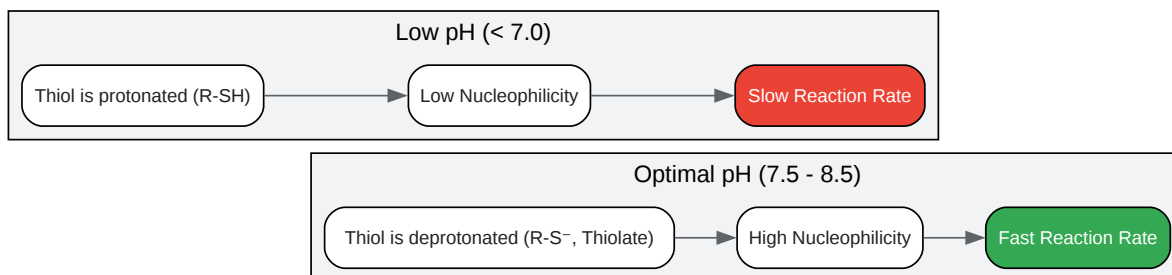 Low pH (< 7.0)
Thiol is protonated (R-SH)
Low Nucleophilicity
Slow Reaction Rate
Optimal pH (7.5 - 8.5)
Thiol is deprotonated (R-S⁻, Thiolate)
High Nucleophilicity
Fast Reaction Rate